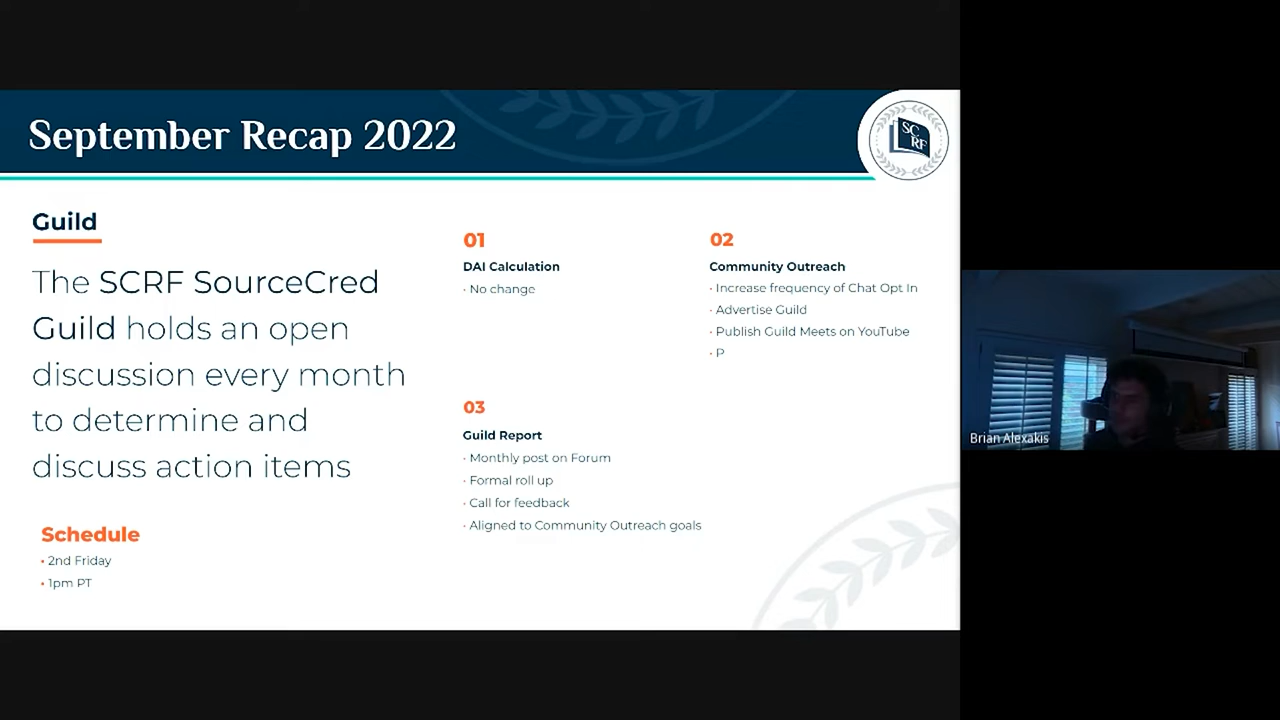 September Recap 2022
SC
RF
Guild
The SCRF SourceCred
Guild holds an open
discussion every month
to determine and
discuss action items
Schedule
• 2nd Friday
• 1pm PT
01
DAI Calculation
· No change
02
Community Outreach
· Increase frequency of Chat Opt In
· Advertise Guild
· Publish Guild Meets on YouTube
· P
03
Guild Report
· Monthly post on Forum
· Formal roll up
· Call for feedback
· Aligned to Community Outreach goals
Brian Alexakis